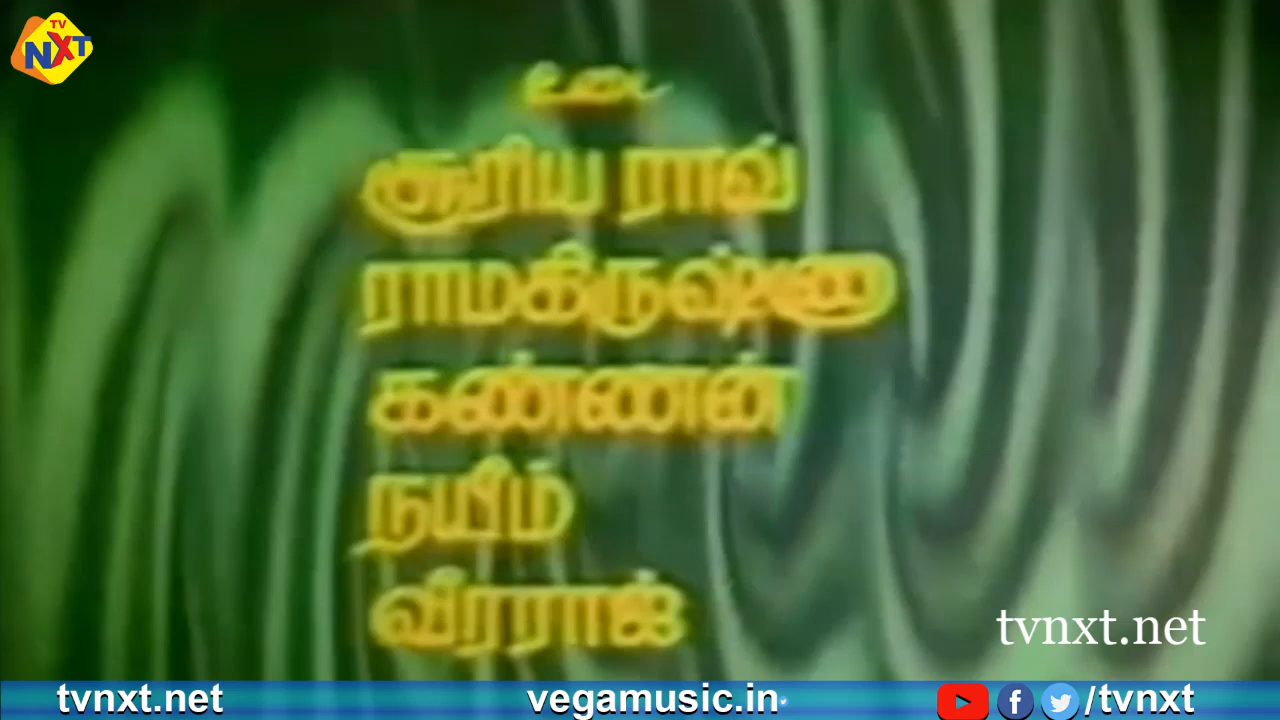 TV
NXT
உடை
சூரிய ராவ்
ராமகிருஷ்ணா
கண்ணன்
நயீம்
வீரராஜ்
tvnxt.net
tvnxt.net
vegamusic.in
/tvnxt